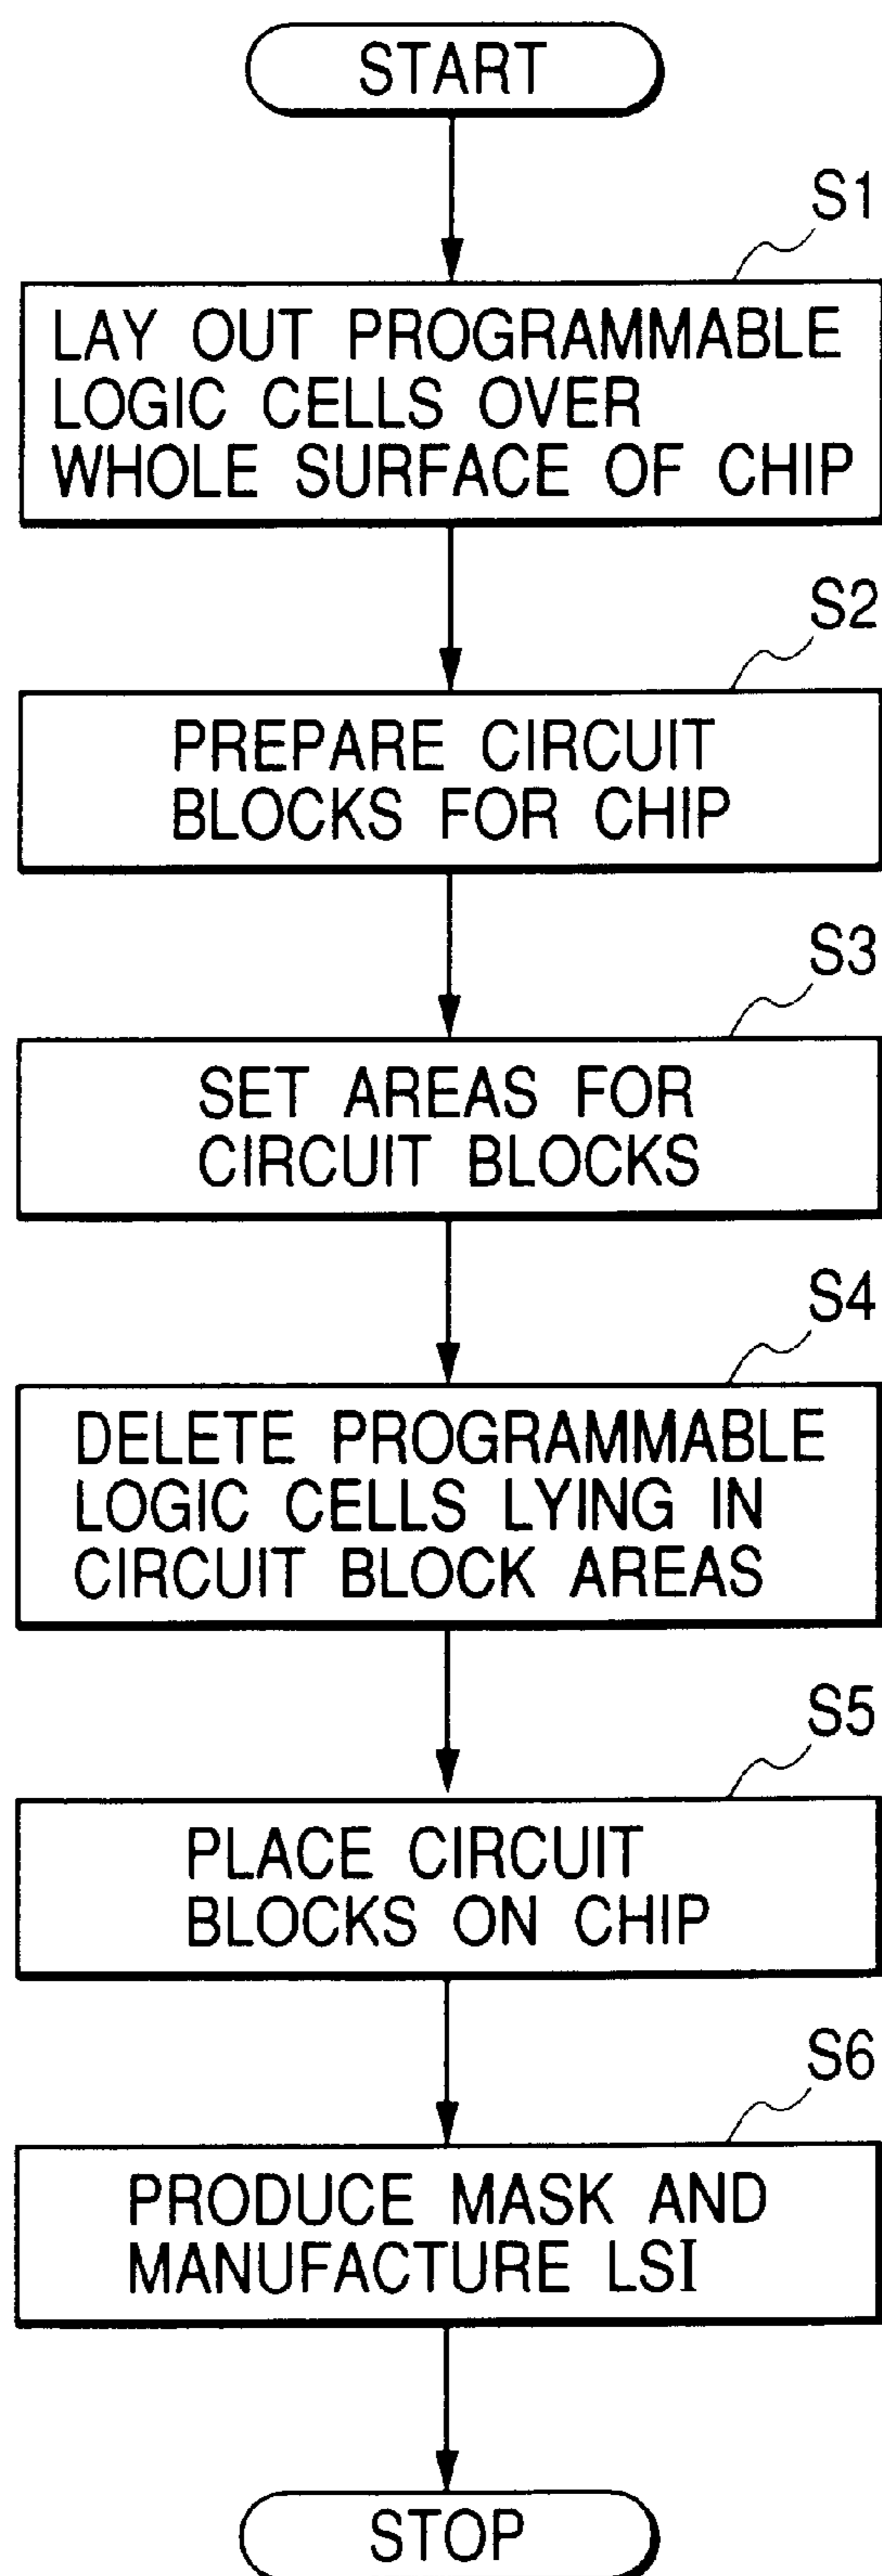 START
S1
LAY OUT PROGRAMMABLE
LOGIC CELLS OVER
WHOLE SURFACE OF CHIP
S2
PREPARE CIRCUIT
BLOCKS FOR CHIP
S3
SET AREAS FOR
CIRCUIT BLOCKS
S4
DELETE PROGRAMMABLE
LOGIC CELLS LYING IN
CIRCUIT BLOCK AREAS
S5
PLACE CIRCUIT
BLOCKS ON CHIP
S6
PRODUCE MASK AND
MANUFACTURE LSI
STOP